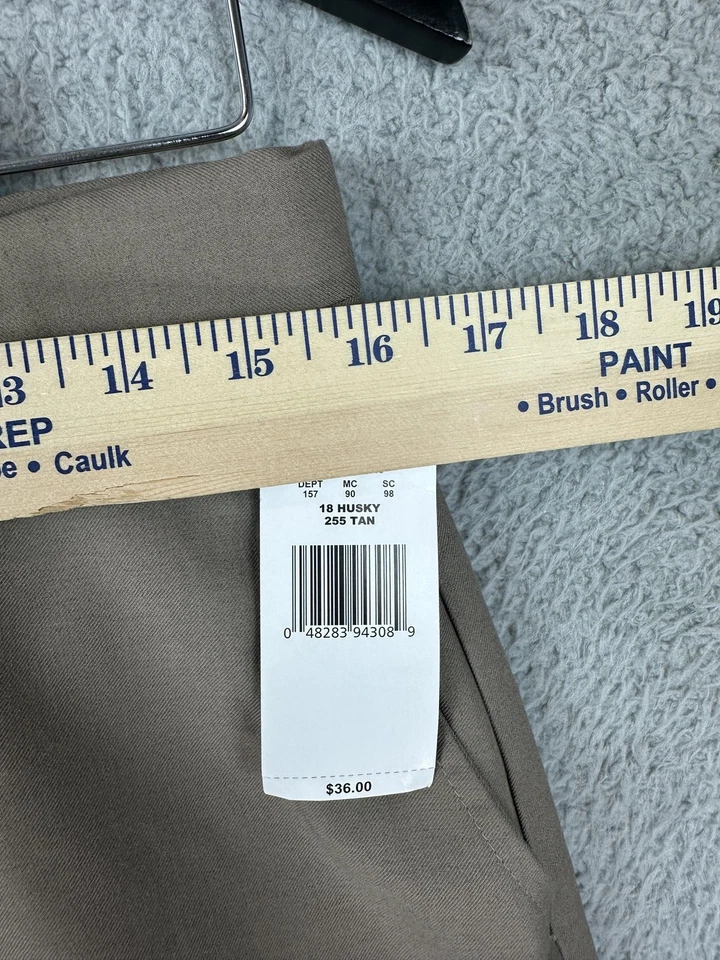 13 14 15 16 17 18 19
REP
PAINT
• Caulk
• Brush • Roller •
DEPT MC SC
157 90 98
18 HUSKY
255 TAN
0 48283 94308 9
$36.00